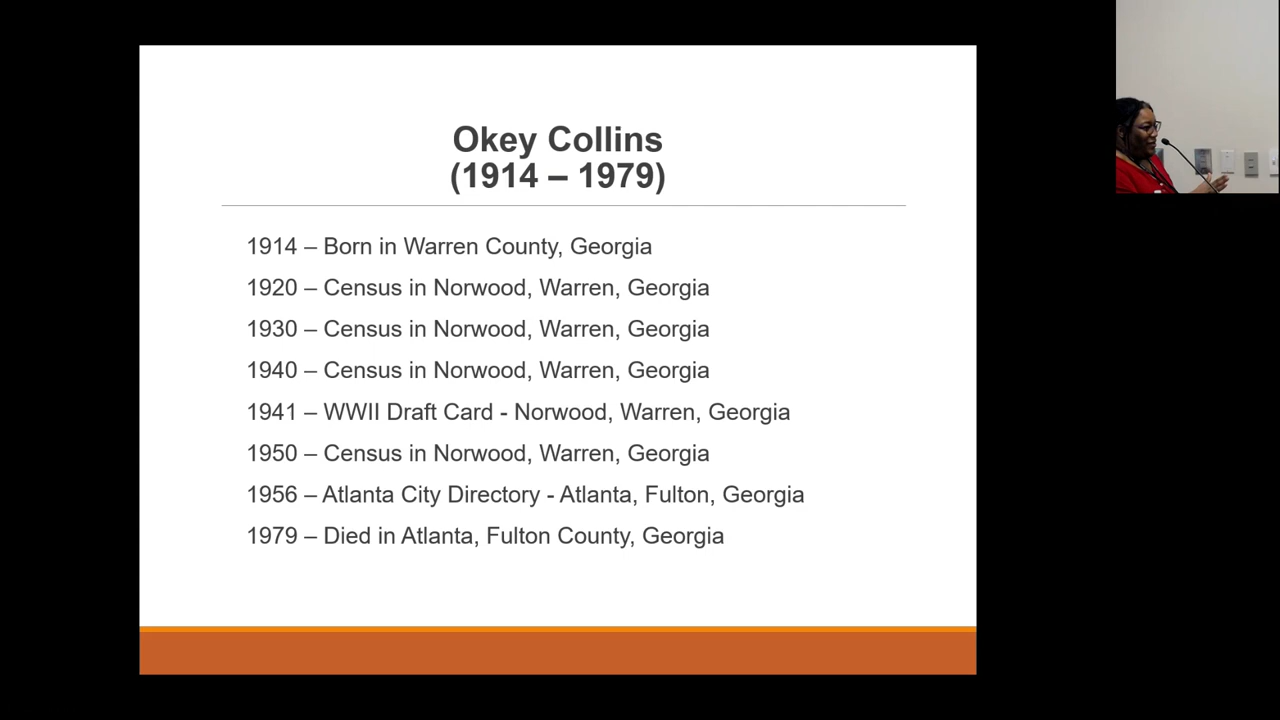 Okey Collins
(1914 – 1979)
1914 – Born in Warren County, Georgia
1920 – Census in Norwood, Warren, Georgia
1930 – Census in Norwood, Warren, Georgia
1940 – Census in Norwood, Warren, Georgia
1941 – WWII Draft Card - Norwood, Warren, Georgia
1950 – Census in Norwood, Warren, Georgia
1956 – Atlanta City Directory - Atlanta, Fulton, Georgia
1979 – Died in Atlanta, Fulton County, Georgia